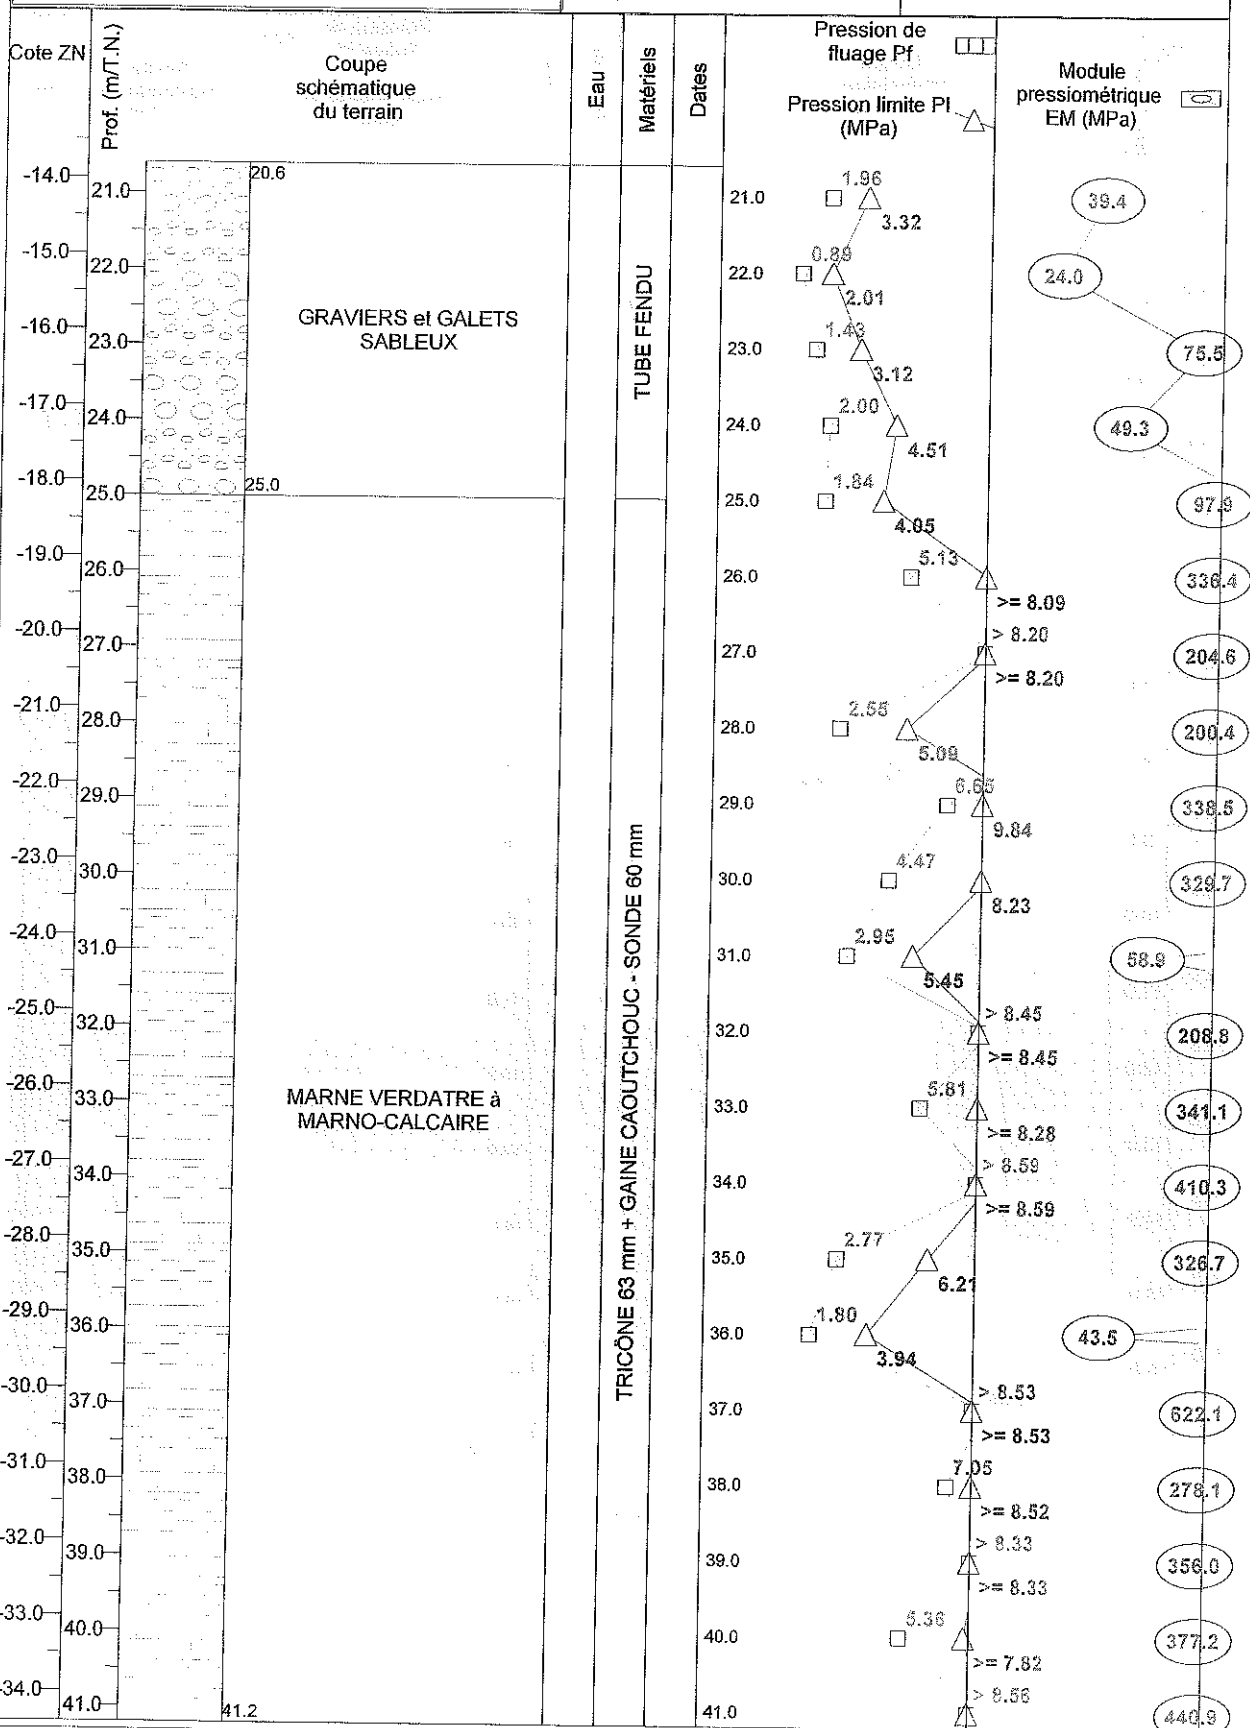 Cote ZN
Prof. (m/T.N.)
Coupe
schématique
du terrain
Eau
Matériels
Dates
Pression de
fluage Pf
Pression limite Pl
(MPa)
Module
pressiométrique
EM (MPa)
-14.0
-15.0
-16.0
-17.0
-18.0
-19.0
-20.0
-21.0
-22.0
-23.0
-24.0
-25.0
-26.0
-27.0
-28.0
-29.0
-30.0
-31.0
-32.0
-33.0
-34.0
21.0
22.0
23.0
24.0
25.0
26.0
27.0
28.0
29.0
30.0
31.0
32.0
33.0
34.0
35.0
36.0
37.0
38.0
39.0
40.0
41.0
20.6
GRAVIERS et GALETS
SABLEUX
25.0
MARNE VERDATRE à
MARNO-CALCAIRE
41.2
TUBE FENDU
TRICÔNE 63 mm + GAINE CAOUTCHOUC - SONDE 60 mm
21.0 1.96 3.32 39.4
22.0 0.89 2.01 24.0
23.0 1.43 3.12 75.5
24.0 2.00 4.51 49.3
25.0 1.84 4.05 97.9
26.0 5.13 >= 8.09 336.4
27.0 > 8.20 >= 8.20 204.6
28.0 2.55 5.09 200.4
29.0 6.65 9.84 338.5
30.0 4.47 8.23 329.7
31.0 2.95 5.45 58.9
32.0 > 8.45 >= 8.45 208.8
33.0 5.81 >= 8.28 341.1
34.0 > 8.59 >= 8.59 410.3
35.0 2.77 6.21 326.7
36.0 1.80 3.94 43.5
37.0 > 8.53 >= 8.53 622.1
38.0 7.05 >= 8.52 278.1
39.0 > 8.33 >= 8.33 356.0
40.0 5.36 >= 7.82 377.2
41.0 > 8.56 440.9